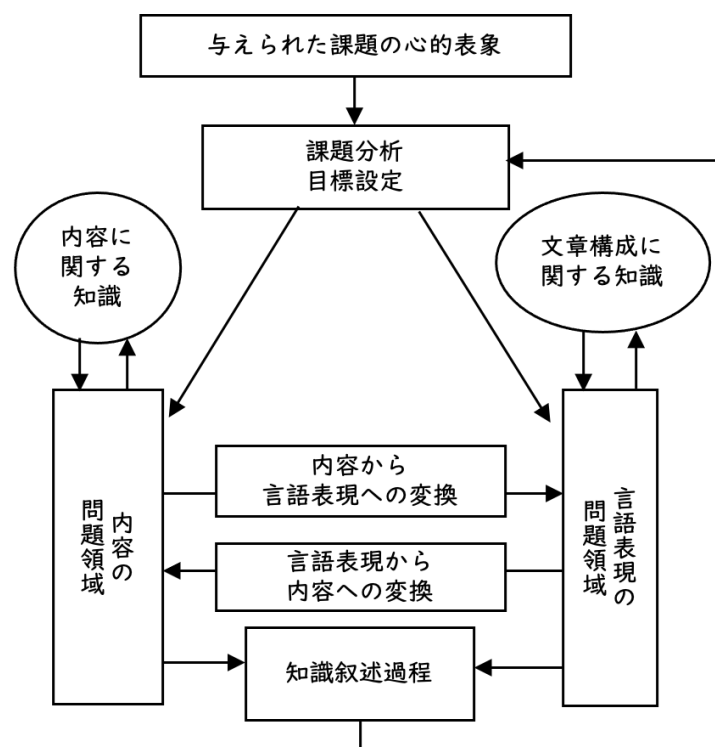 与えられた課題の心的表象
課題分析
目標設定
内容に
関する
知識
文章構成に
関する知識
内容の
問題領域
内容から
言語表現への変換
言語表現から
内容への変換
言語表現の
問題領域
知識叙述過程